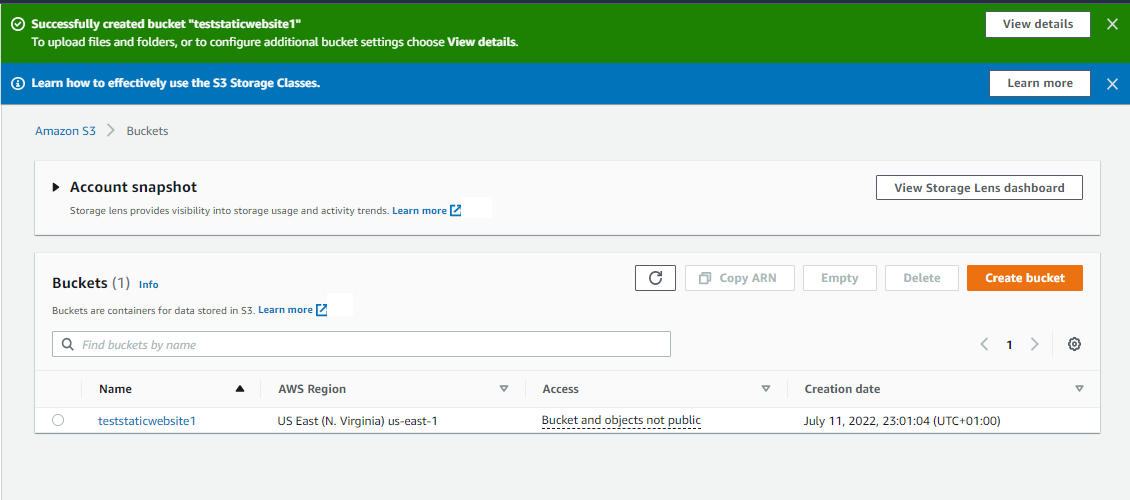 Successfully created bucket "teststaticwebsite1"
View details
To upload files and folders, or to configure additional bucket settings choose View details.
Learn how to effectively use the S3 Storage Classes.
Learn more
Amazon S3 > Buckets
Account snapshot
View Storage Lens dashboard
Storage lens provides visibility into storage usage and activity trends. Learn more
Buckets (1) Info
Copy ARN
Empty
Delete
Create bucket
Buckets are containers for data stored in S3. Learn more
Find buckets by name
1
Name AWS Region Access Creation date
teststaticwebsite1 US East (N. Virginia) us-east-1 Bucket and objects not public July 11, 2022, 23:01:04 (UTC+01:00)